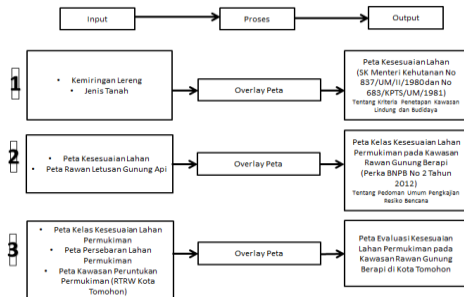 Input
Proses
Output
1
• Kemiringan Lereng
• Jenis Tanah
Overlay Peta
Peta Kesesuaian Lahan
(SK Menteri Kehutanan No
837/UM/II/1980 dan No
683/KPTS/UM/1981)
Tentang Kriteria Penetapan Kawasan
Lindung dan Budidaya
2
• Peta Kesesuaian Lahan
• Peta Rawan Letusan Gunung Api
Overlay Peta
Peta Kelas Kesesuaian Lahan
Permukiman pada Kawasan
Rawan Gunung Berapi
(Perka BNPB No 2 Tahun
2012)
Tentang Pedoman Umum Pengkajian
Resiko Bencana
3
• Peta Kelas Kesesuaian Lahan
Permukiman
• Peta Persebaran Lahan
Permukiman
• Peta Kawasan Peruntukan
Permukiman (RTRW Kota
Tomohon)
Overlay Peta
Peta Evaluasi Kesesuaian
Lahan Permukiman pada
Kawasan Rawan Gunung
Berapi di Kota Tomohon